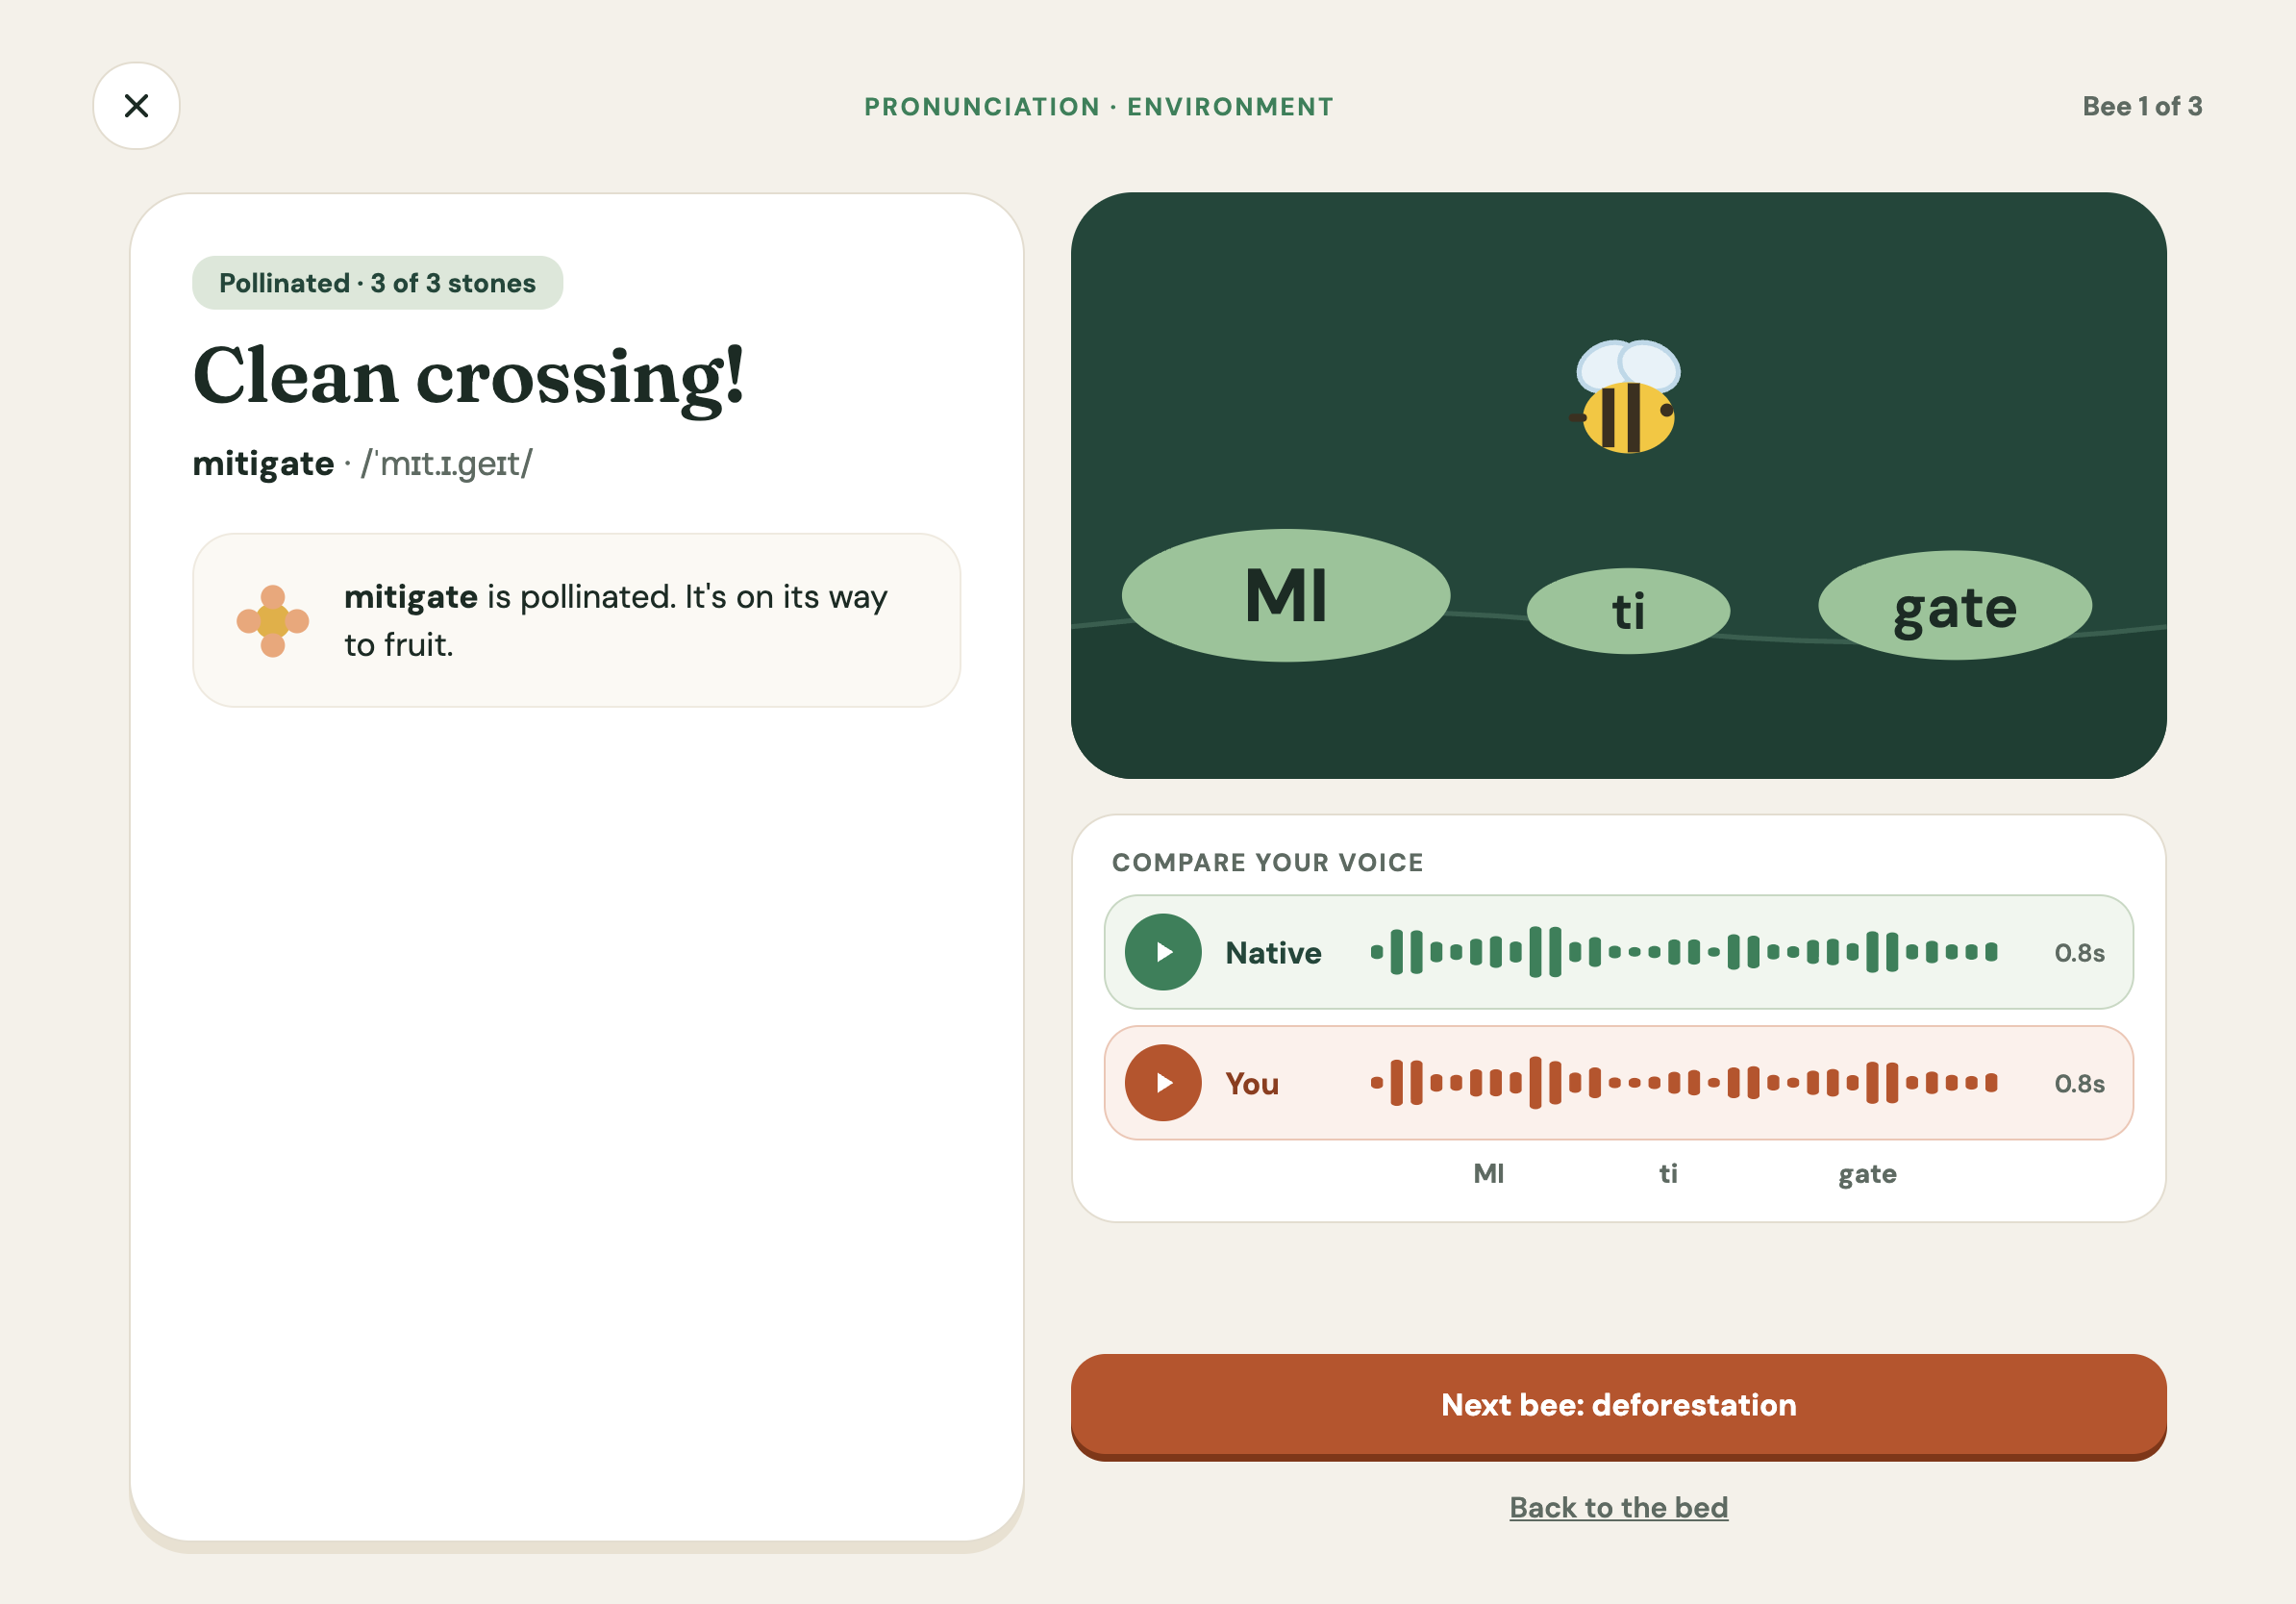 PRONUNCIATION · ENVIRONMENT
Bee 1 of 3
Pollinated · 3 of 3 stones
Clean crossing!
mitigate · /ˈmɪt.ɪ.ɡeɪt/
mitigate is pollinated. It's on its way
to fruit.
MI
ti
gate
COMPARE YOUR VOICE
Native
0.8s
You
0.8s
MI
ti
gate
Next bee: deforestation
Back to the bed